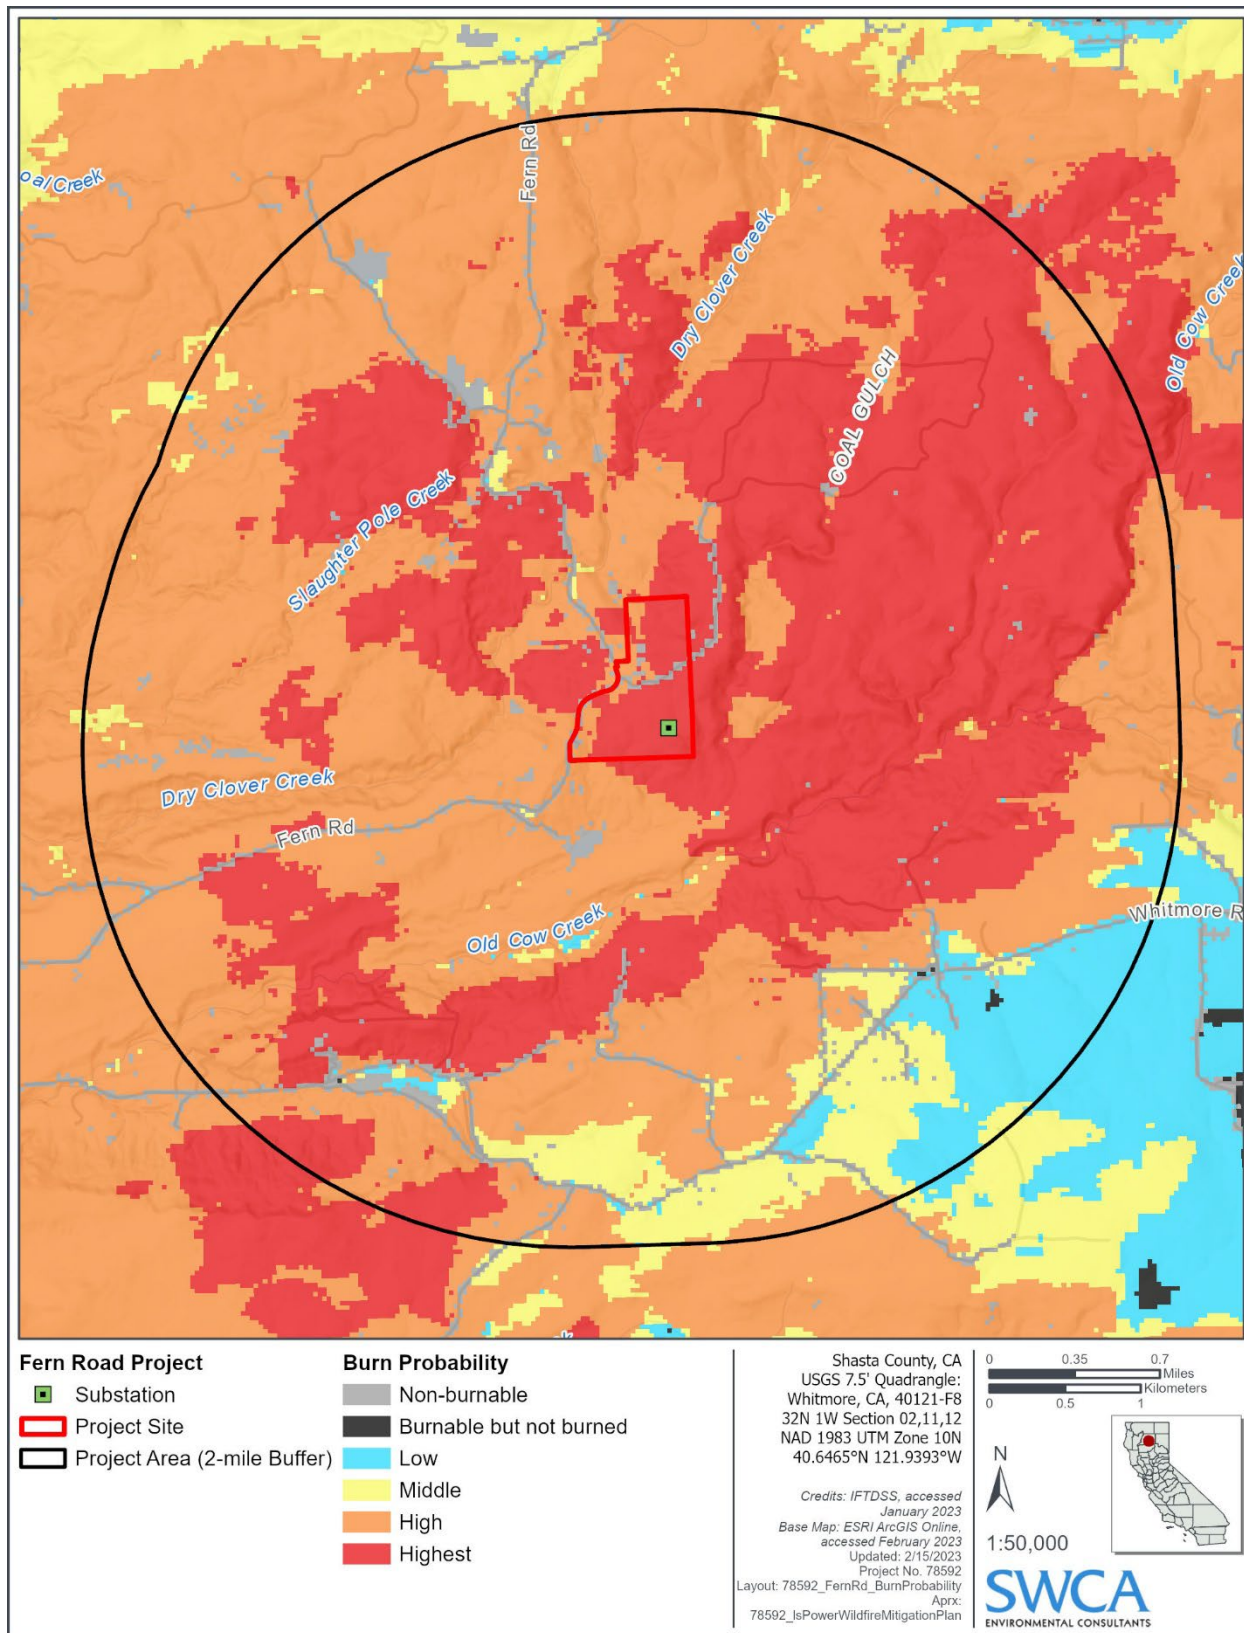 Fern Rd
oal Creek
Dry Clover Creek
Old Cow Creek
COAL GULCH
Slaughter Pole Creek
Dry Clover Creek
Fern Rd
Old Cow Creek
Whitmore R
Fern Road Project
Substation
Project Site
Project Area (2-mile Buffer)
Burn Probability
Non-burnable
Burnable but not burned
Low
Middle
High
Highest
Shasta County, CA
USGS 7.5' Quadrangle:
Whitmore, CA, 40121-F8
32N 1W Section 02,11,12
NAD 1983 UTM Zone 10N
40.6465°N 121.9393°W
Credits: IFTDSS, accessed
January 2023
Base Map: ESRI ArcGIS Online,
accessed February 2023
Updated: 2/15/2023
Project No. 78592
Layout: 78592_FernRd_BurnProbability
Aprx:
78592_IsPowerWildfireMitigationPlan
0 0.35 0.7
Miles
Kilometers
0 0.5 1
N
1:50,000
SWCA
ENVIRONMENTAL CONSULTANTS